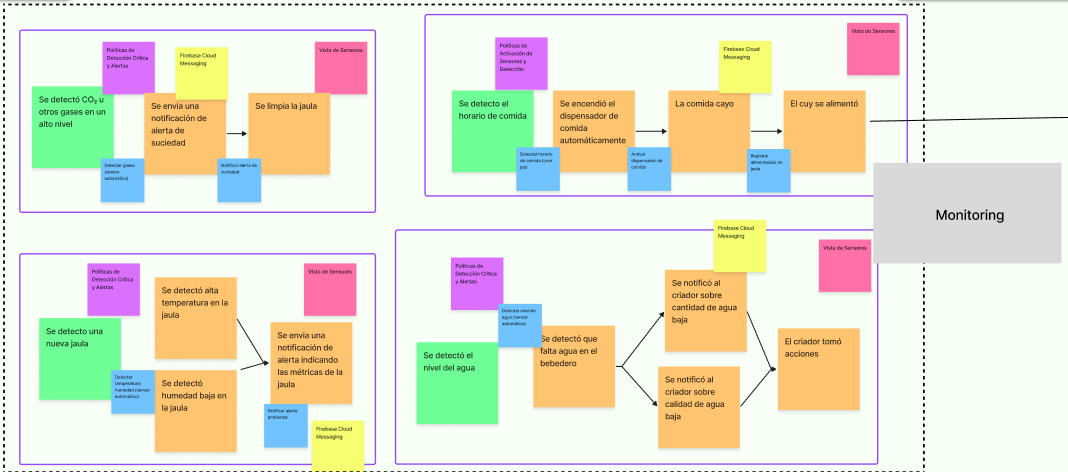 Políticas de
Detección Crítica
y Alertas
Firebase Cloud
Messaging
Vista de Sensores
Se detectó CO₂ u
otros gases en un
alto nivel
Se envia una
notificación de
alerta de
suciedad
Se limpia la jaula
Detectar gases
(sensor
automático)
Notificar alerta de
suciedad
Políticas de
Activación de
Sensores y
Detección
Firebase Cloud
Messaging
Vista de Sensores
Se detecto el
horario de comida
Se encendió el
dispensador de
comida
automáticamente
La comida cayo
El cuy se alimentó
Detectar horario
de comida (cron
job)
Activar
dispensador de
comida
Registrar
alimentación de
jaula
Monitoring
Políticas de
Detección Crítica
y Alertas
Vista de Sensores
Se detectó alta
temperatura en la
jaula
Se detecto una
nueva jaula
Se envia una
notificación de
alerta indicando
las métricas de la
jaula
Detectar
temperatura/
humedad (sensor
automático)
Se detectó
humedad baja en
la jaula
Notificar alerta
ambiental
Firebase Cloud
Messaging
Políticas de
Detección Crítica
y Alertas
Firebase Cloud
Messaging
Vista de Sensores
Detectar nivel de
agua (sensor
automático)
Se detectó el
nivel del agua
Se detectó que
falta agua en el
bebedero
Se notificó al
criador sobre
cantidad de agua
baja
Se notificó al
criador sobre
calidad de agua
baja
El criador tomó
acciones